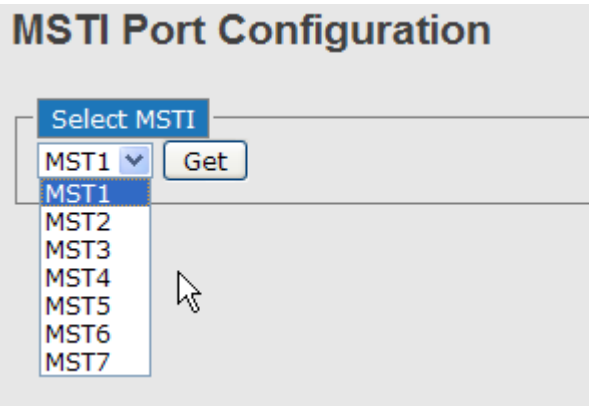 MSTI Port Configuration
Select MSTI
MST1 Get
MST1
MST2
MST3
MST4
MST5
MST6
MST7